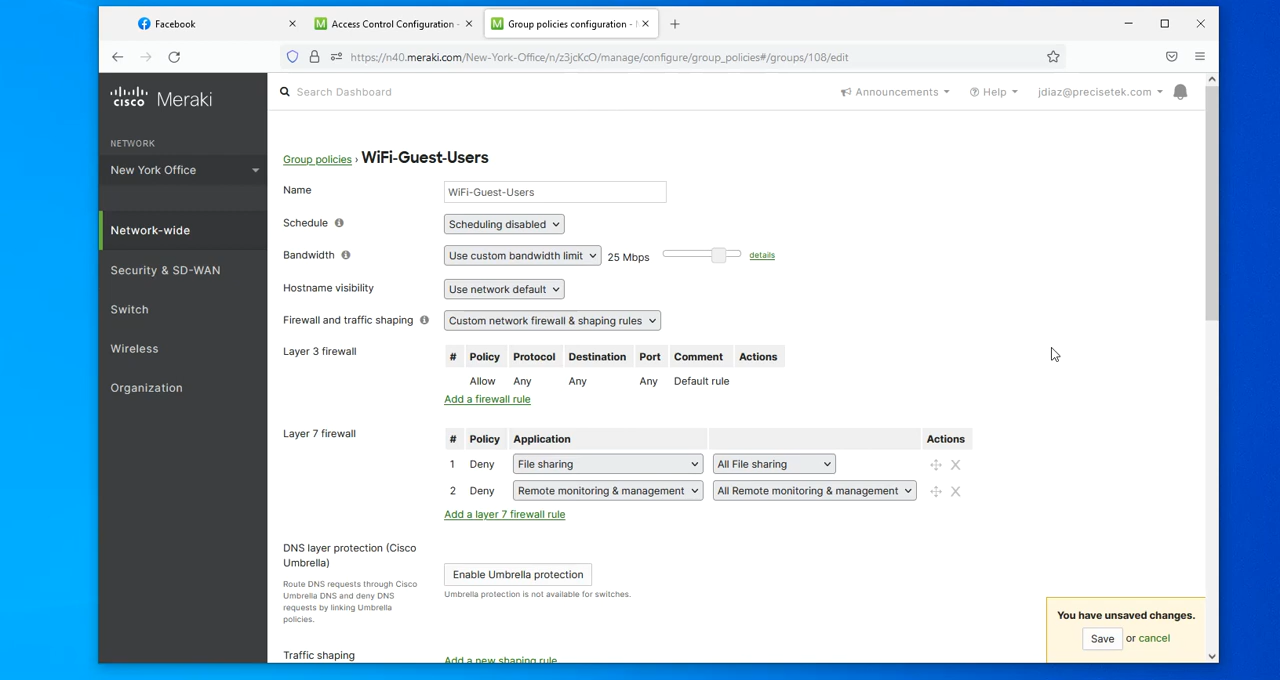 Facebook
Access Control Configuration -
Group policies configuration -
https://n40.meraki.com/New-York-Office/n/z3jcKcO/manage/configure/group_policies#/groups/108/edit
CISCO Meraki
Search Dashboard
Announcements
Help
jdiaz@precisetek.com
NETWORK
New York Office
Network-wide
Security & SD-WAN
Switch
Wireless
Organization
Group policies › WiFi-Guest-Users
Name WiFi-Guest-Users
Schedule Scheduling disabled
Bandwidth Use custom bandwidth limit 25 Mbps details
Hostname visibility Use network default
Firewall and traffic shaping Custom network firewall & shaping rules
Layer 3 firewall
# Policy Protocol Destination Port Comment Actions
Allow Any Any Any Default rule
Add a firewall rule
Layer 7 firewall
# Policy Application Actions
1 Deny File sharing All File sharing X
2 Deny Remote monitoring & management All Remote monitoring & management X
Add a layer 7 firewall rule
DNS layer protection (Cisco
Umbrella)
Route DNS requests through Cisco
Umbrella DNS and deny DNS
requests by linking Umbrella
policies.
Enable Umbrella protection
Umbrella protection is not available for switches.
Traffic shaping
Add a new shaping rule
You have unsaved changes.
Save or cancel